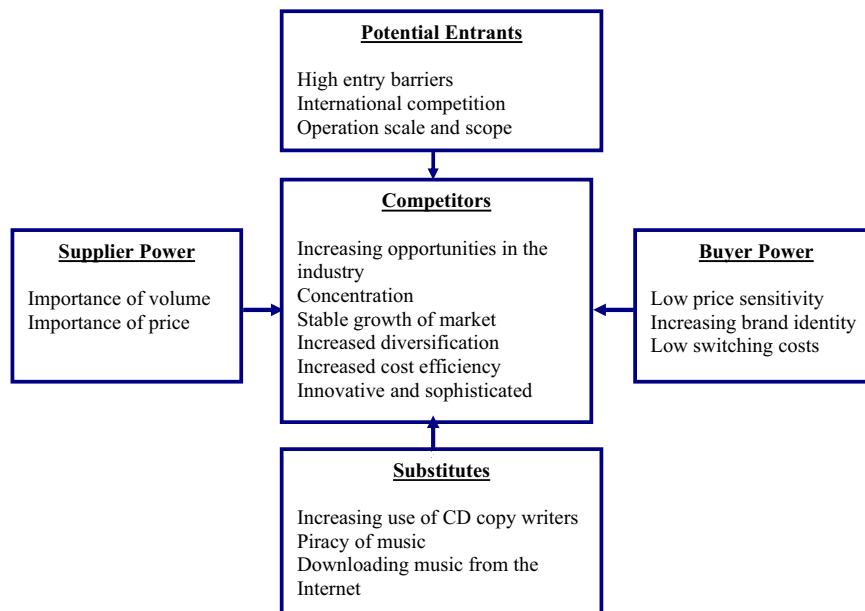 Potential Entrants
High entry barriers
International competition
Operation scale and scope
Competitors
Increasing opportunities in the
industry
Concentration
Stable growth of market
Increased diversification
Increased cost efficiency
Innovative and sophisticated
Supplier Power
Importance of volume
Importance of price
Buyer Power
Low price sensitivity
Increasing brand identity
Low switching costs
Substitutes
Increasing use of CD copy writers
Piracy of music
Downloading music from the
Internet